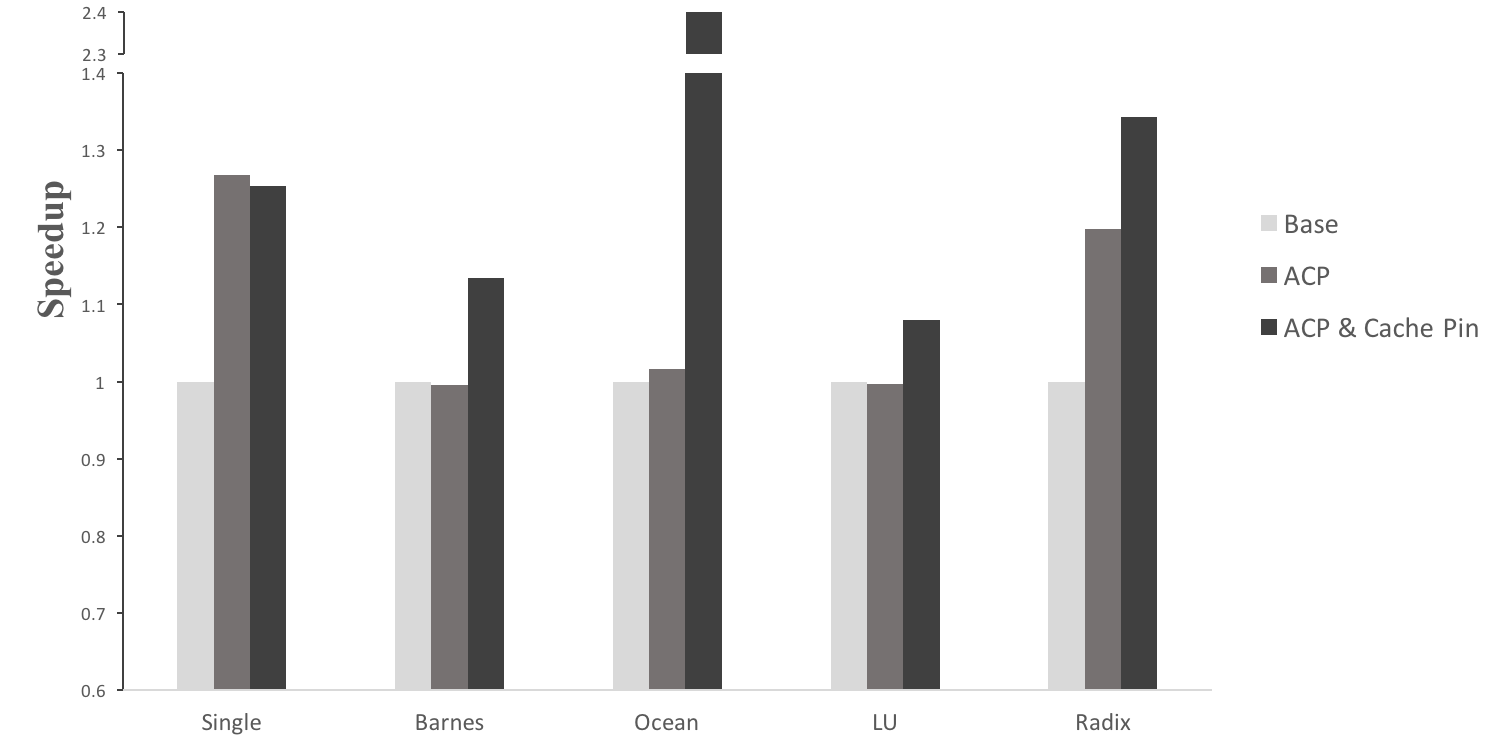 2.4
2.3
1.4
1.3
1.2
1.1
1
0.9
0.8
0.7
0.6
Speedup
Single Barnes Ocean LU Radix
Base
ACP
ACP & Cache Pin